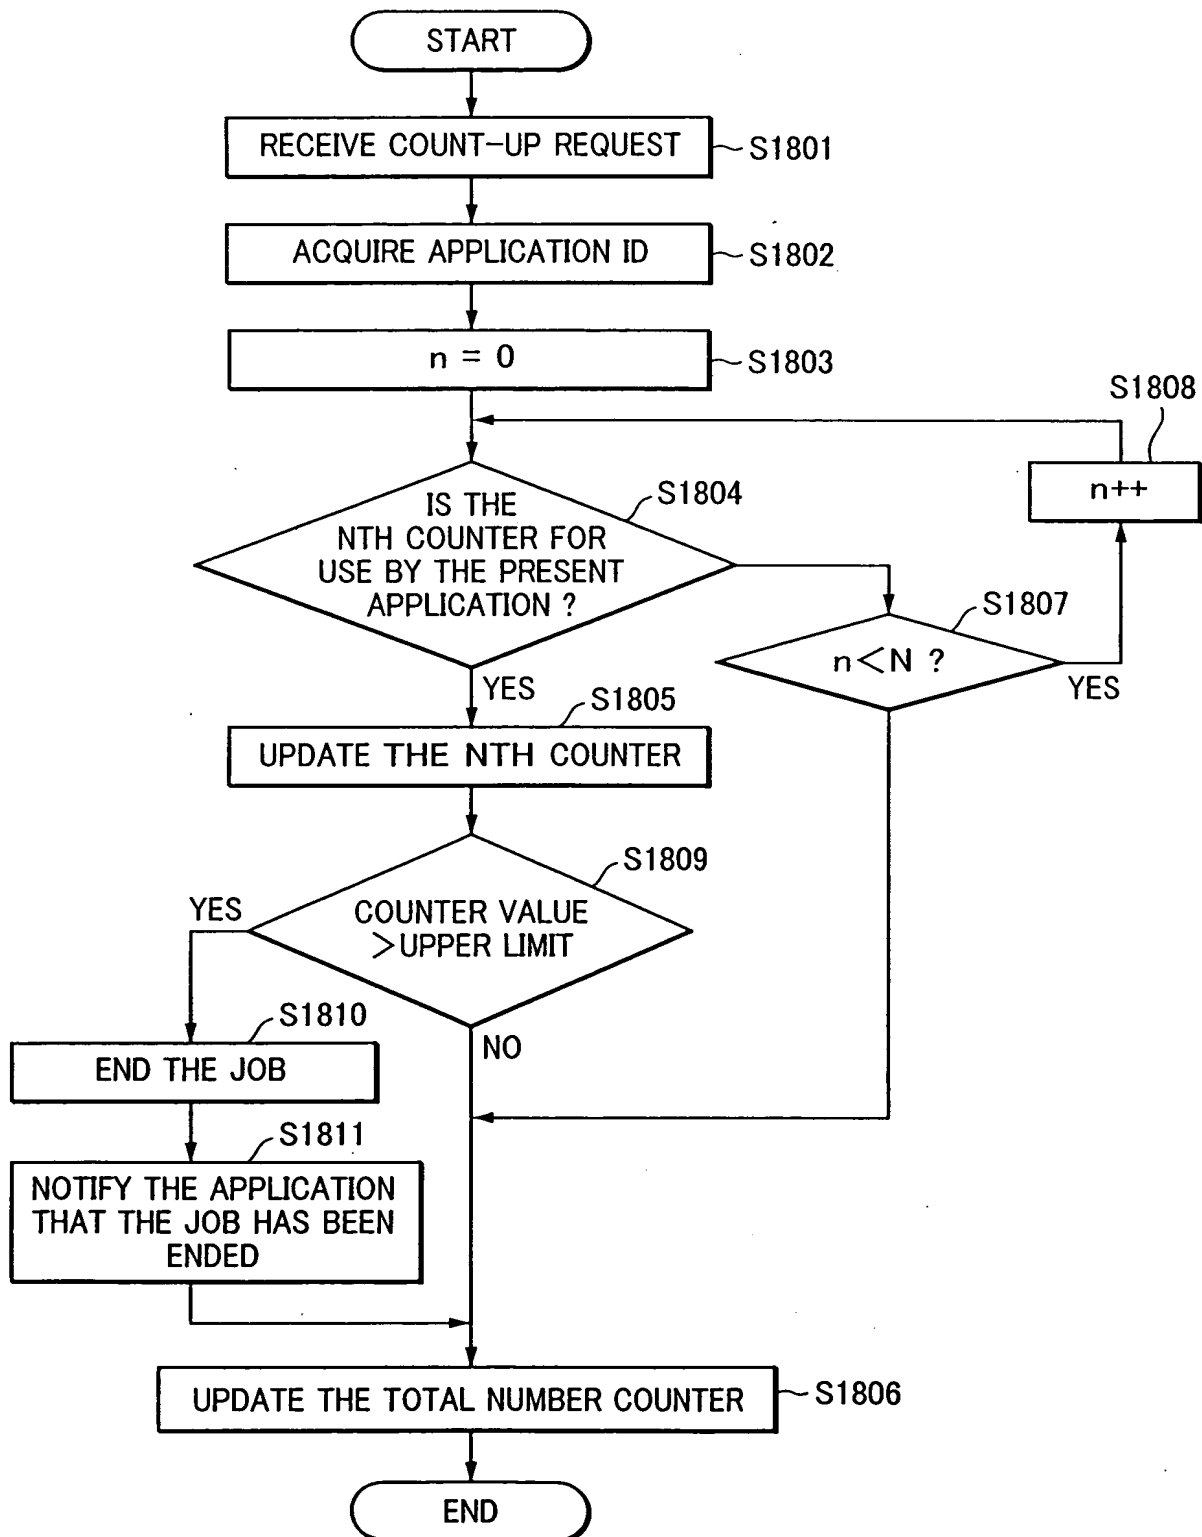 START
RECEIVE COUNT-UP REQUEST
S1801
ACQUIRE APPLICATION ID
S1802
n = 0
S1803
S1808
n++
IS THE
NTH COUNTER FOR
USE BY THE PRESENT
APPLICATION ?
S1804
S1807
n<N ?
YES
YES
S1805
UPDATE THE NTH COUNTER
S1809
COUNTER VALUE
>UPPER LIMIT
YES
NO
S1810
END THE JOB
S1811
NOTIFY THE APPLICATION
THAT THE JOB HAS BEEN
ENDED
UPDATE THE TOTAL NUMBER COUNTER
S1806
END